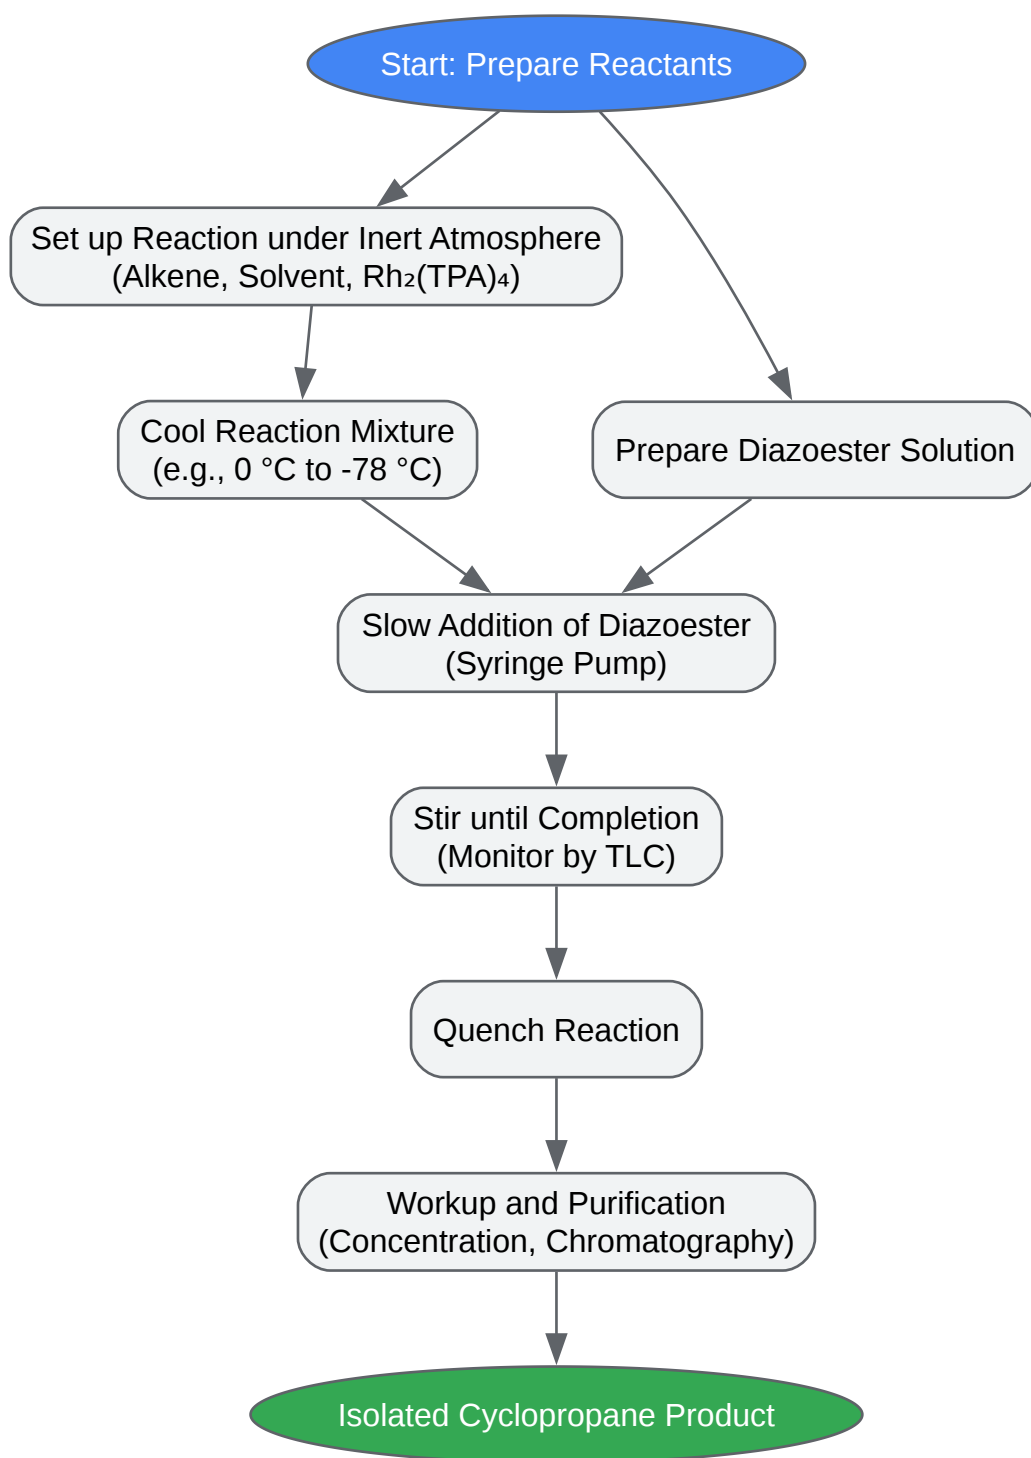 Start: Prepare Reactants
Set up Reaction under Inert Atmosphere
(Alkene, Solvent, Rh₂(TPA)₄)
Cool Reaction Mixture
(e.g., 0 °C to -78 °C)
Prepare Diazoester Solution
Slow Addition of Diazoester
(Syringe Pump)
Stir until Completion
(Monitor by TLC)
Quench Reaction
Workup and Purification
(Concentration, Chromatography)
Isolated Cyclopropane Product